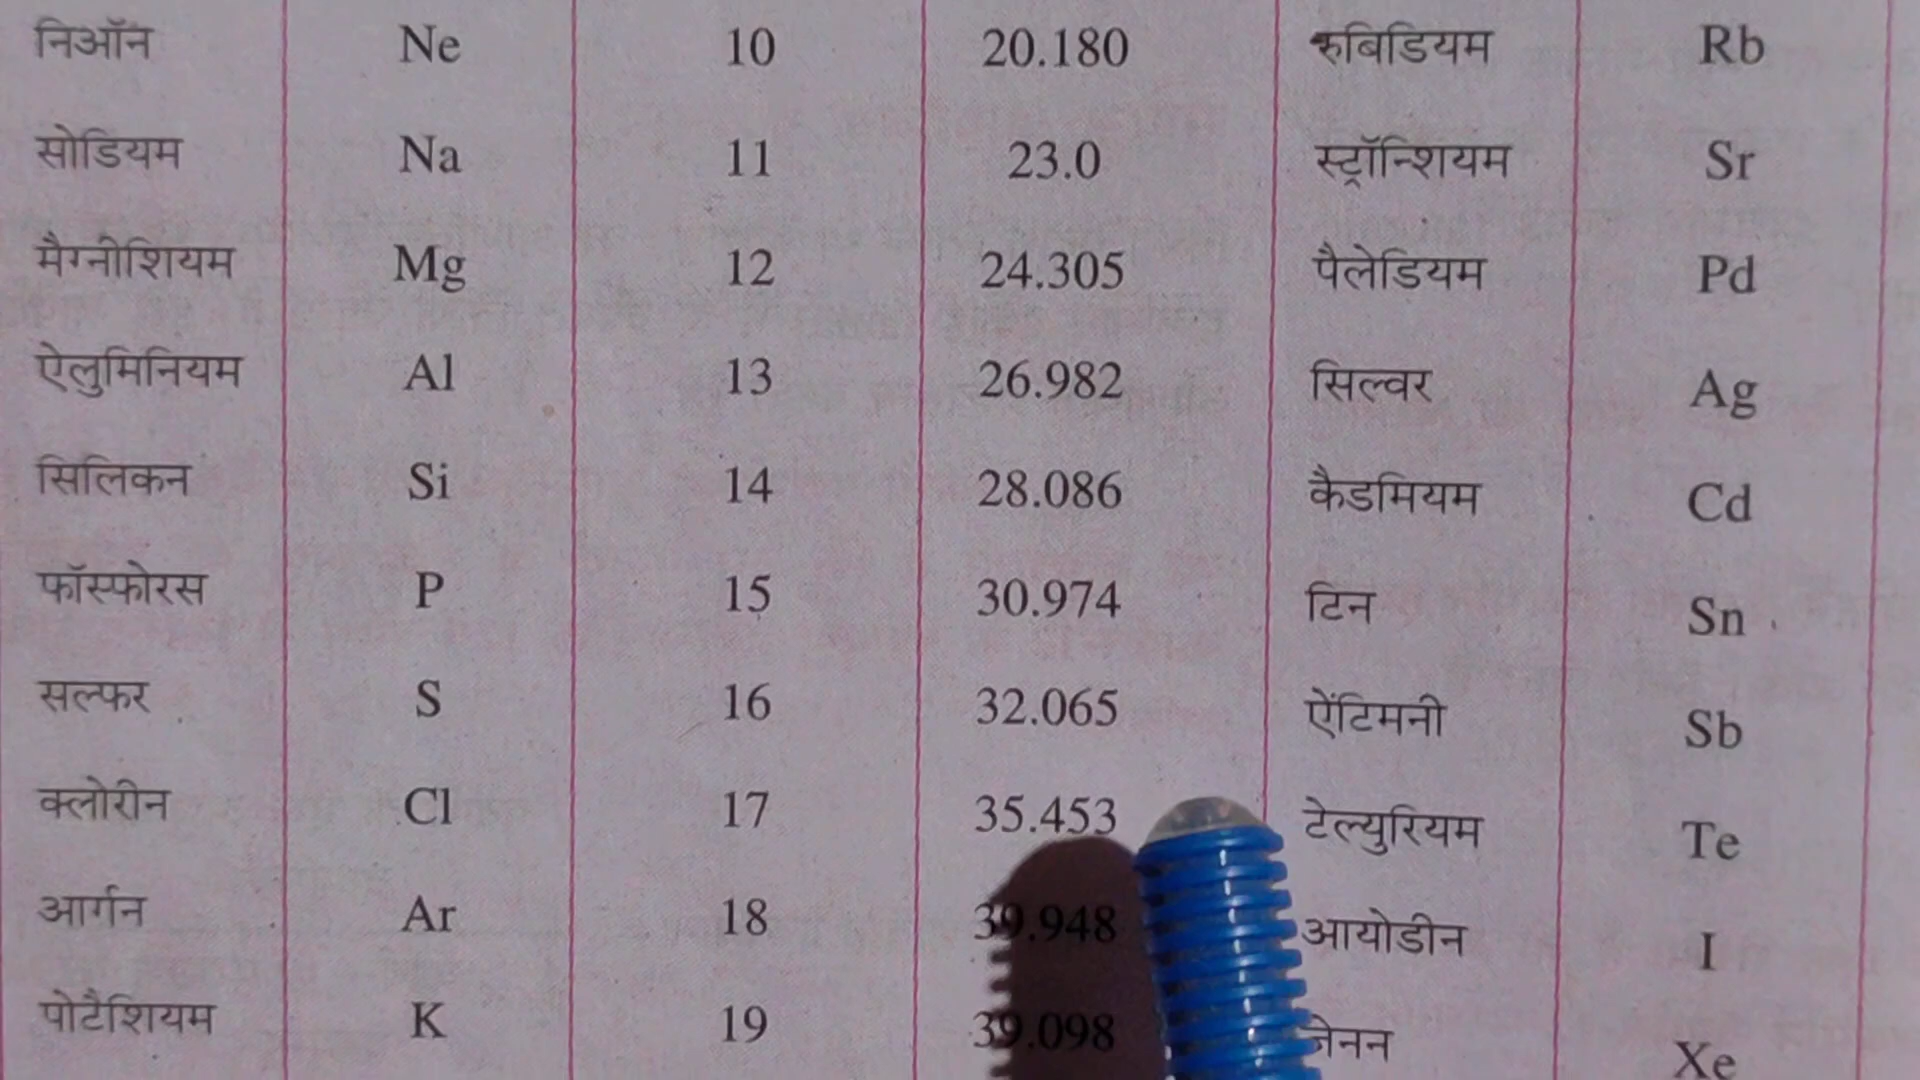 निऑन Ne 10 20.180 रुबिडियम Rb
सोडियम Na 11 23.0 स्ट्रॉन्शियम Sr
मैग्नीशियम Mg 12 24.305 पैलेडियम Pd
ऐलुमिनियम Al 13 26.982 सिल्वर Ag
सिलिकन Si 14 28.086 कैडमियम Cd
फॉस्फोरस P 15 30.974 टिन Sn
सल्फर S 16 32.065 ऐंटिमनी Sb
क्लोरीन Cl 17 35.453 टेल्युरियम Te
आर्गन Ar 18 39.948 आयोडीन I
पोटैशियम K 19 39.098 Xe